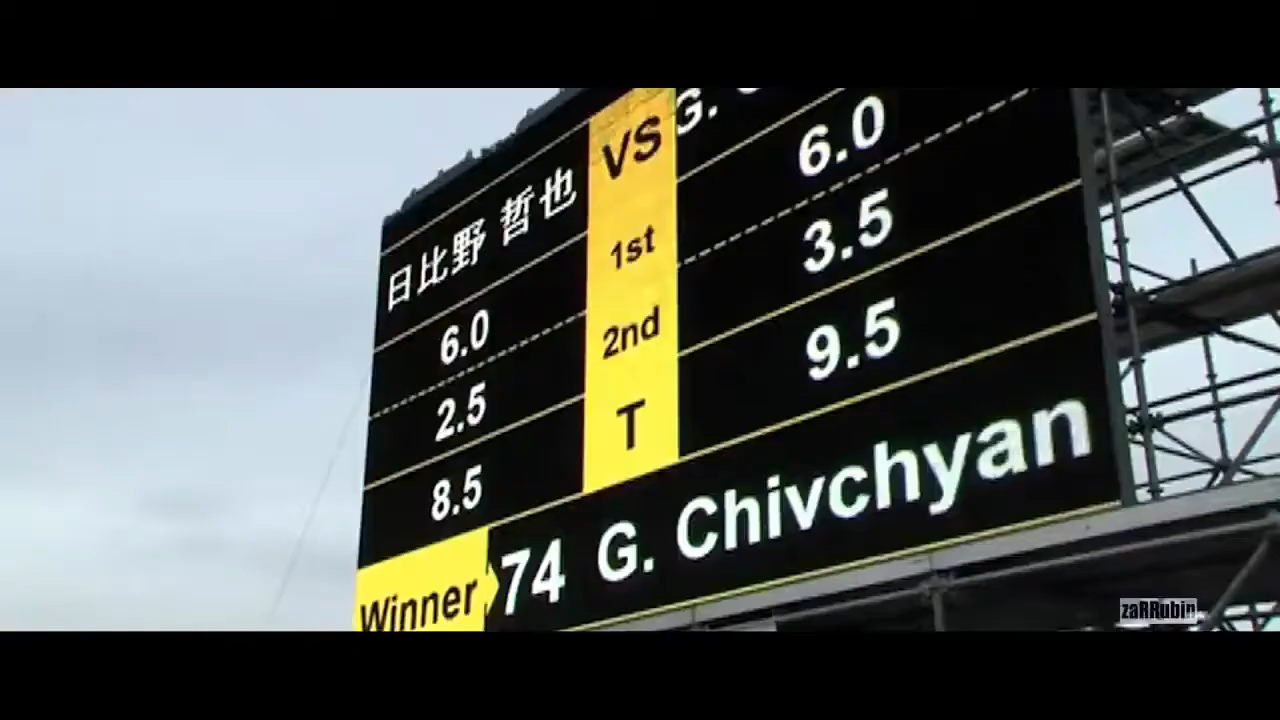 日比野 哲也 VS G.
6.0 1st 6.0
2.5 2nd 3.5
8.5 T 9.5
Winner 74 G. Chivchyan
zaRRubin